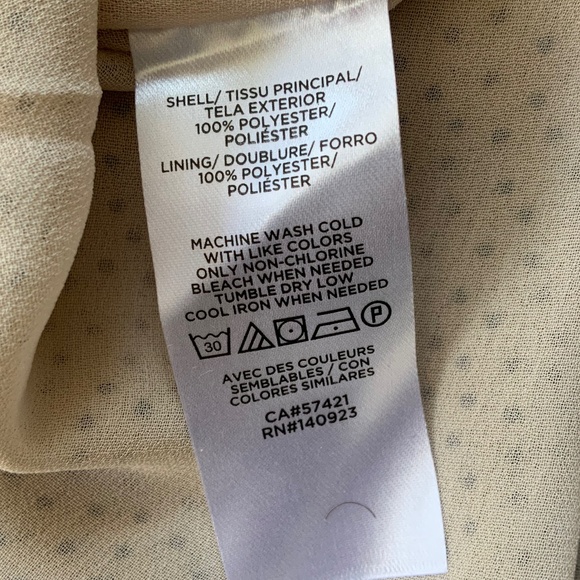 SHELL/ TISSU PRINCIPAL/
TELA EXTERIOR
100% POLYESTER/
POLIÉSTER
LINING/ DOUBLURE/ FORRO
100% POLYESTER/
POLIÉSTER
MACHINE WASH COLD
WITH LIKE COLORS
ONLY NON-CHLORINE
BLEACH WHEN NEEDED
TUMBLE DRY LOW
COOL IRON WHEN NEEDED
30 P
AVEC DES COULEURS
SEMBLABLES / CON
COLORES SIMILARES
CA#57421
RN#140923